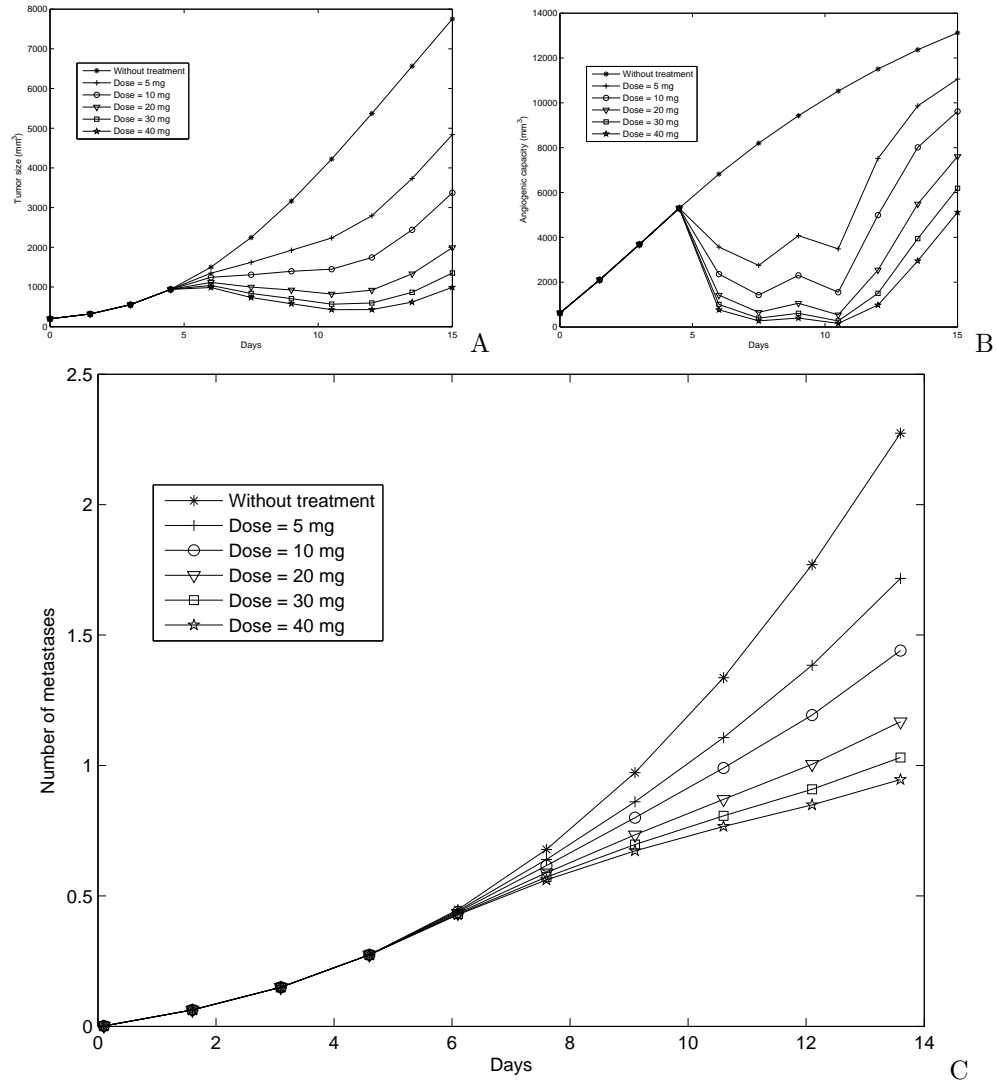 8000
7000
6000
5000
4000
3000
2000
1000
0
0
5
10
15
Days
Tumor size (mm³)
Without treatment
Dose = 5 mg
Dose = 10 mg
Dose = 20 mg
Dose = 30 mg
Dose = 40 mg
A
14000
12000
10000
8000
6000
4000
2000
0
0
5
10
15
Days
Angiogenic capacity (mm³)
Without treatment
Dose = 5 mg
Dose = 10 mg
Dose = 20 mg
Dose = 30 mg
Dose = 40 mg
B
2.5
2
1.5
1
0.5
0
0
2
4
6
8
10
12
14
Days
Number of metastases
Without treatment
Dose = 5 mg
Dose = 10 mg
Dose = 20 mg
Dose = 30 mg
Dose = 40 mg
C